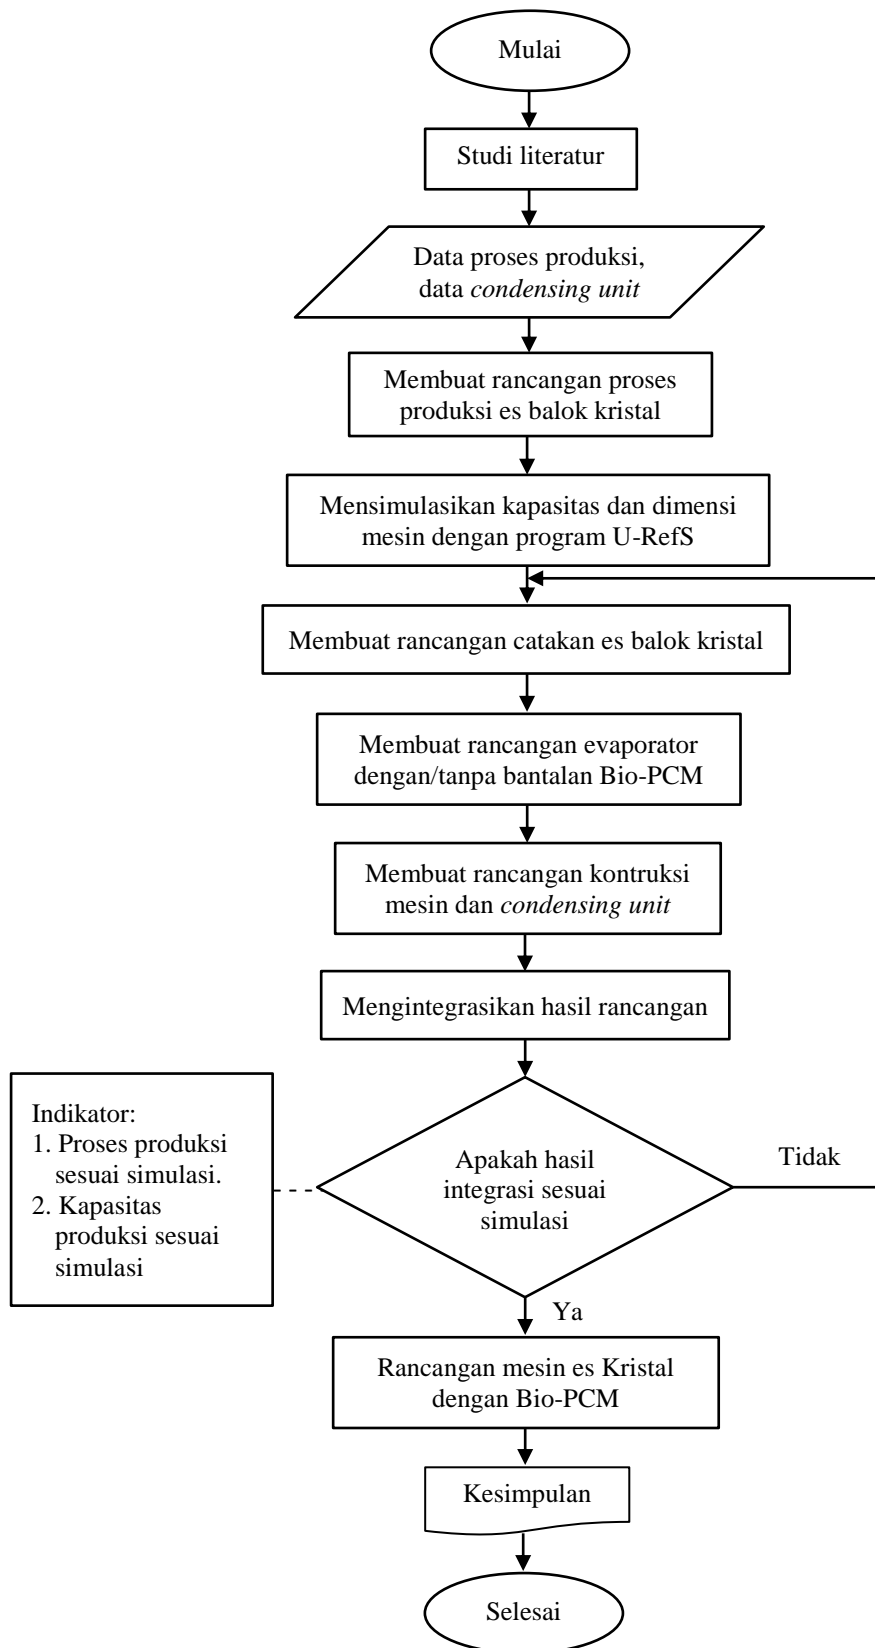 Mulai
Studi literatur
Data proses produksi,
data condensing unit
Membuat rancangan proses
produksi es balok kristal
Mensimulasikan kapasitas dan dimensi
mesin dengan program U-RefS
Membuat rancangan catakan es balok kristal
Membuat rancangan evaporator
dengan/tanpa bantalan Bio-PCM
Membuat rancangan kontruksi
mesin dan condensing unit
Mengintegrasikan hasil rancangan
Indikator:
1. Proses produksi
sesuai simulasi.
2. Kapasitas
produksi sesuai
simulasi
Apakah hasil
integrasi sesuai
simulasi
Tidak
Ya
Rancangan mesin es Kristal
dengan Bio-PCM
Kesimpulan
Selesai